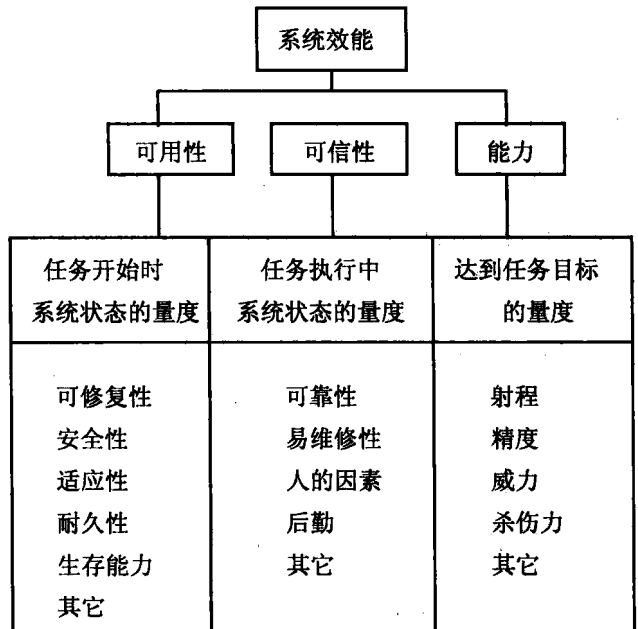 系统效能
可用性
可信性
能力
任务开始时
系统状态的量度
任务执行中
系统状态的量度
达到任务目标
的量度
可修复性
安全性
适应性
耐久性
生存能力
其它
可靠性
易维修性
人的因素
后勤
其它
射程
精度
威力
杀伤力
其它